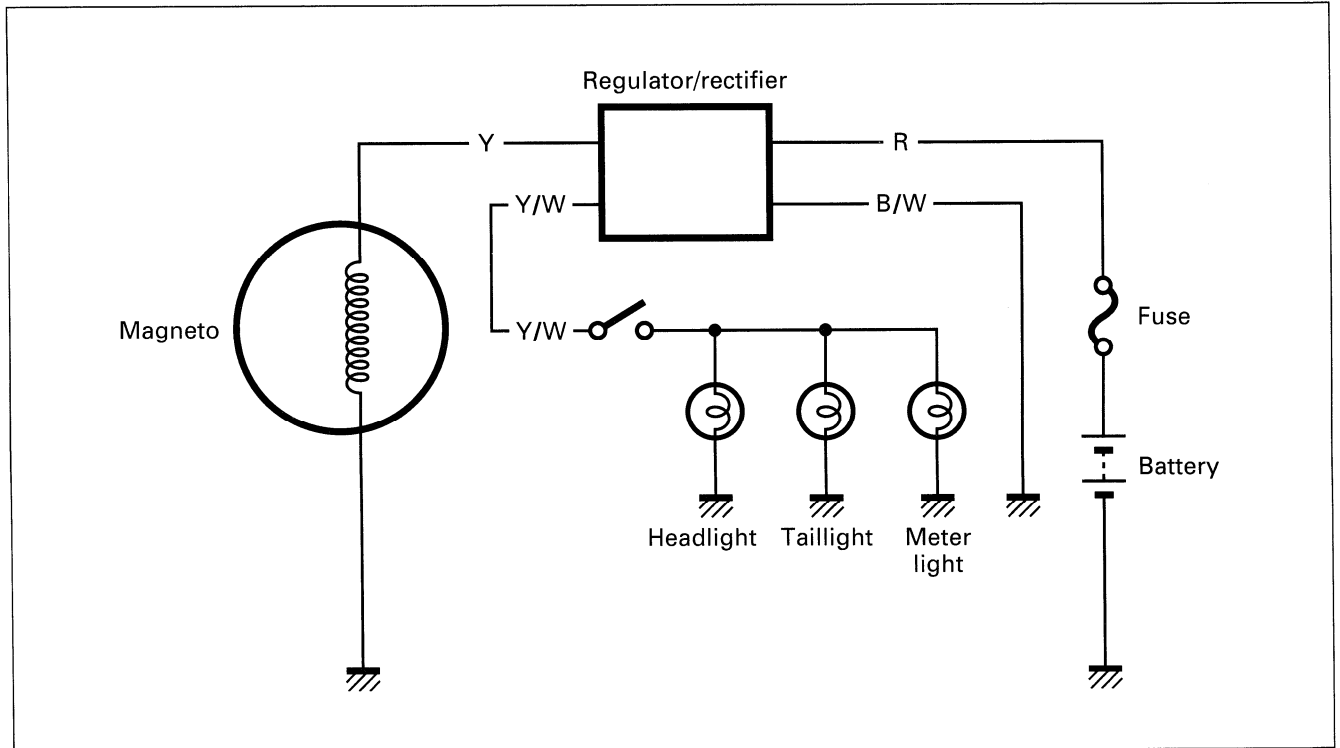 Regulator/rectifier
Y
R
Y/W
B/W
Magneto
Y/W
Fuse
Battery
Headlight
Taillight
Meter
light